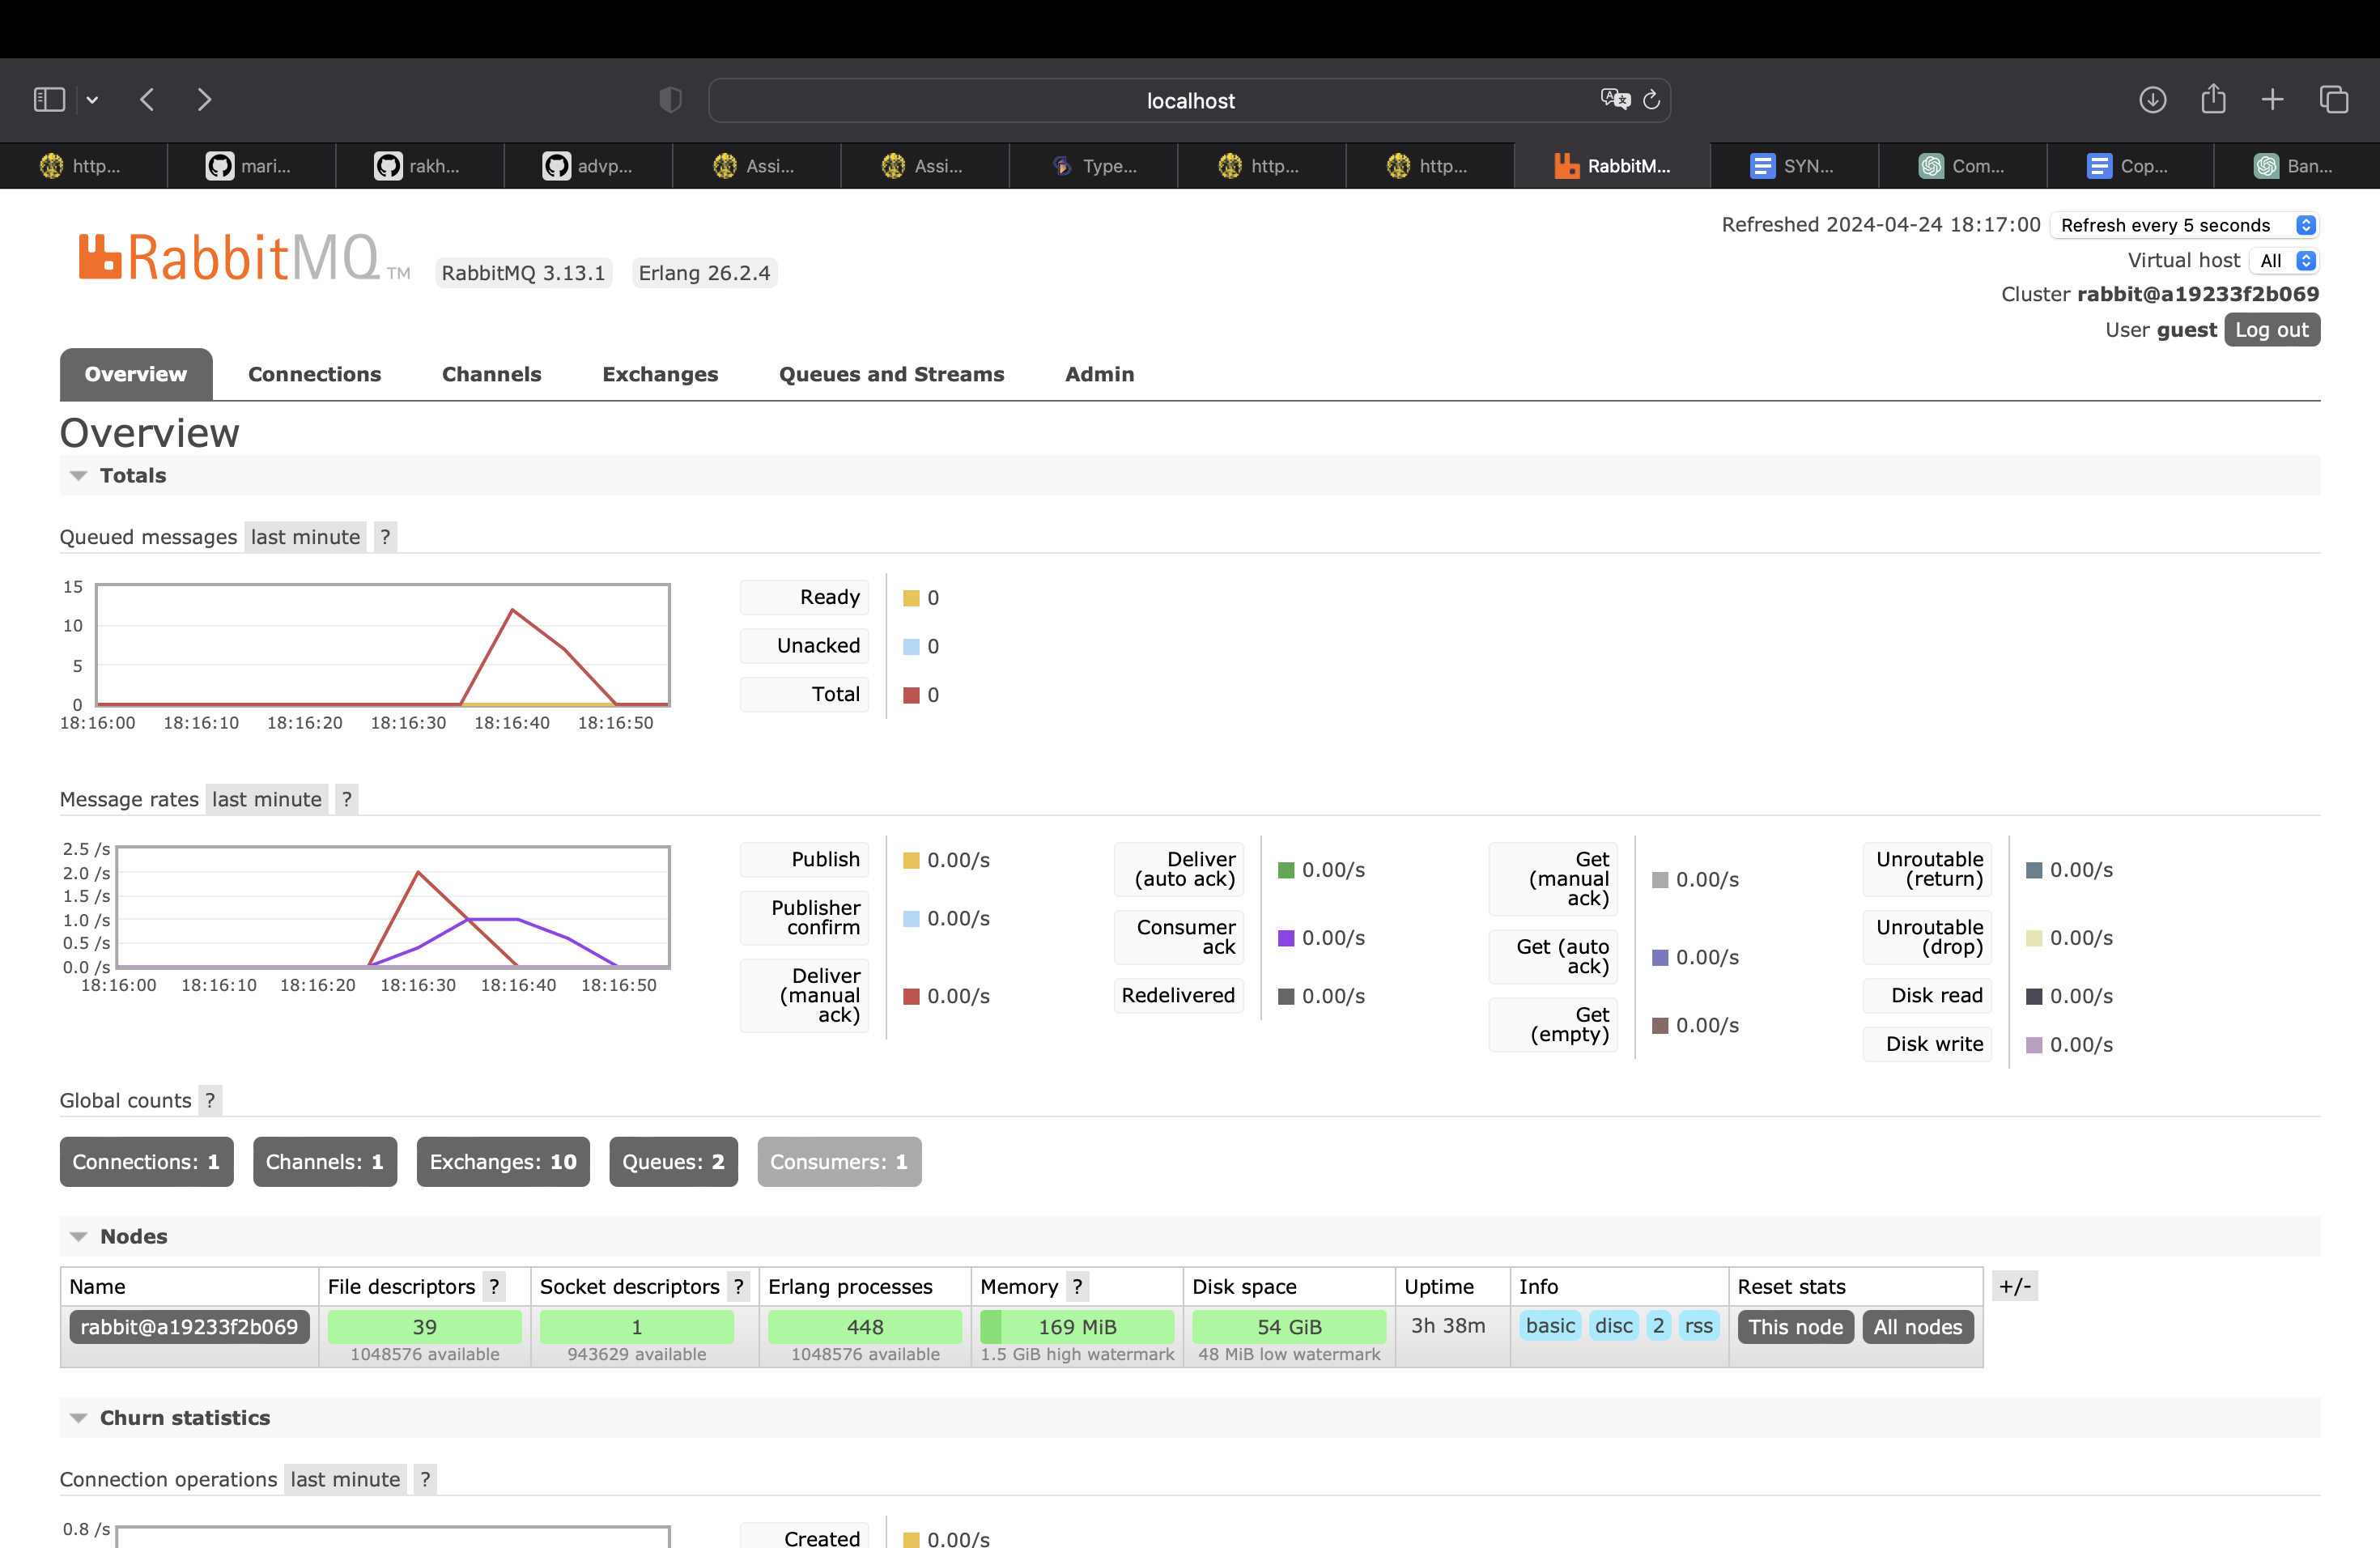 localhost
http...
mari...
rakh...
advp...
Assi...
Assi...
Type...
http...
http...
RabbitM...
SYN...
Com...
Cop...
Ban...
Refreshed 2024-04-24 18:17:00 Refresh every 5 seconds
Virtual host All
Cluster rabbit@a19233f2b069
User guest Log out
RabbitMQ TM RabbitMQ 3.13.1 Erlang 26.2.4
Overview Connections Channels Exchanges Queues and Streams Admin
Overview
Totals
Queued messages last minute ?
15
10
5
0
18:16:00 18:16:10 18:16:20 18:16:30 18:16:40 18:16:50
Ready 0
Unacked 0
Total 0
Message rates last minute ?
2.5 /s
2.0 /s
1.5 /s
1.0 /s
0.5 /s
0.0 /s
18:16:00 18:16:10 18:16:20 18:16:30 18:16:40 18:16:50
Publish 0.00/s
Publisher
confirm 0.00/s
Deliver
(manual
ack) 0.00/s
Deliver
(auto ack) 0.00/s
Consumer
ack 0.00/s
Redelivered 0.00/s
Get
(manual
ack) 0.00/s
Get (auto
ack) 0.00/s
Get
(empty) 0.00/s
Unroutable
(return) 0.00/s
Unroutable
(drop) 0.00/s
Disk read 0.00/s
Disk write 0.00/s
Global counts ?
Connections: 1 Channels: 1 Exchanges: 10 Queues: 2 Consumers: 1
Nodes
Name File descriptors ? Socket descriptors ? Erlang processes Memory ? Disk space Uptime Info Reset stats +/-
rabbit@a19233f2b069 39 1 448 169 MiB 54 GiB 3h 38m basic disc 2 rss This node All nodes
1048576 available 943629 available 1048576 available 1.5 GiB high watermark 48 MiB low watermark
Churn statistics
Connection operations last minute ?
0.8 /s
Created 0.00/s